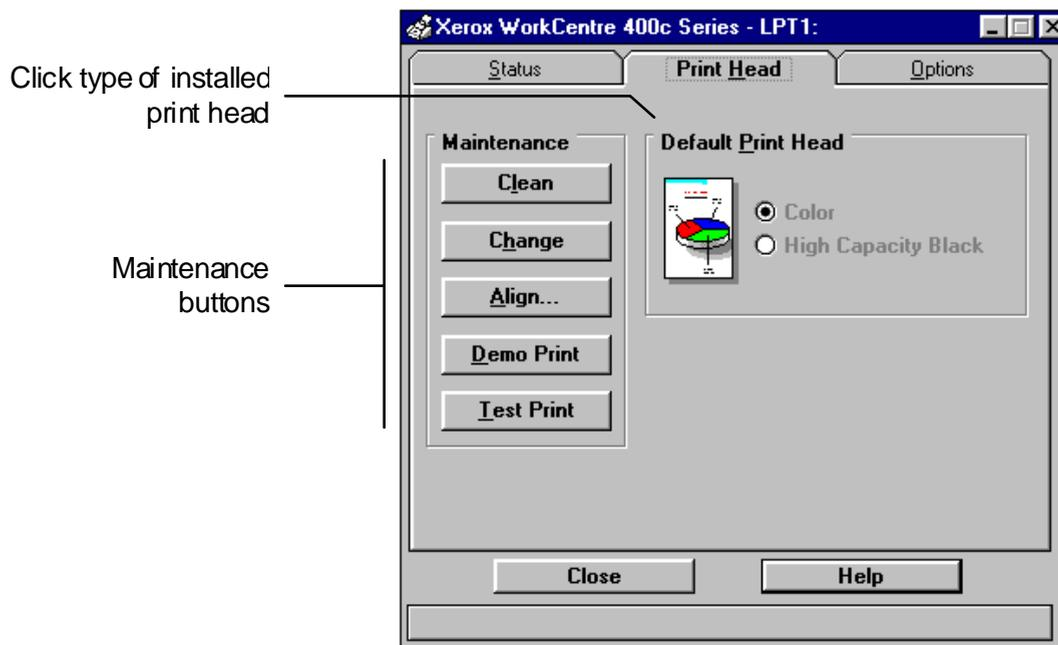 Xerox WorkCentre 400c Series - LPT1:
Status
Print Head
Options
Click type of installed
print head
Maintenance
Clean
Change
Align...
Demo Print
Test Print
Default Print Head
Color
High Capacity Black
Maintenance
buttons
Close
Help